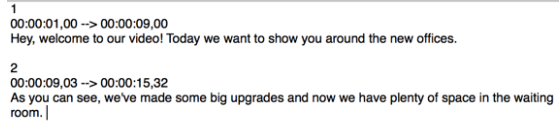 1
00:00:01,00 --> 00:00:09,00
Hey, welcome to our video! Today we want to show you around the new offices.
2
00:00:09,03 --> 00:00:15,32
As you can see, we've made some big upgrades and now we have plenty of space in the waiting
room.